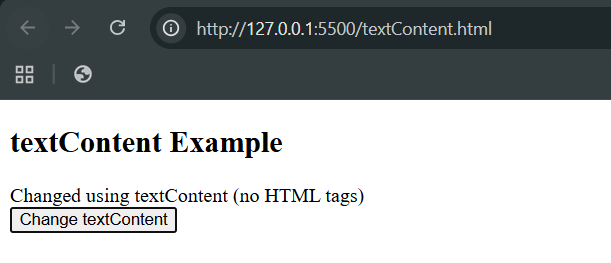 http://127.0.0.1:5500/textContent.html
textContent Example
Changed using textContent (no HTML tags)
Change textContent